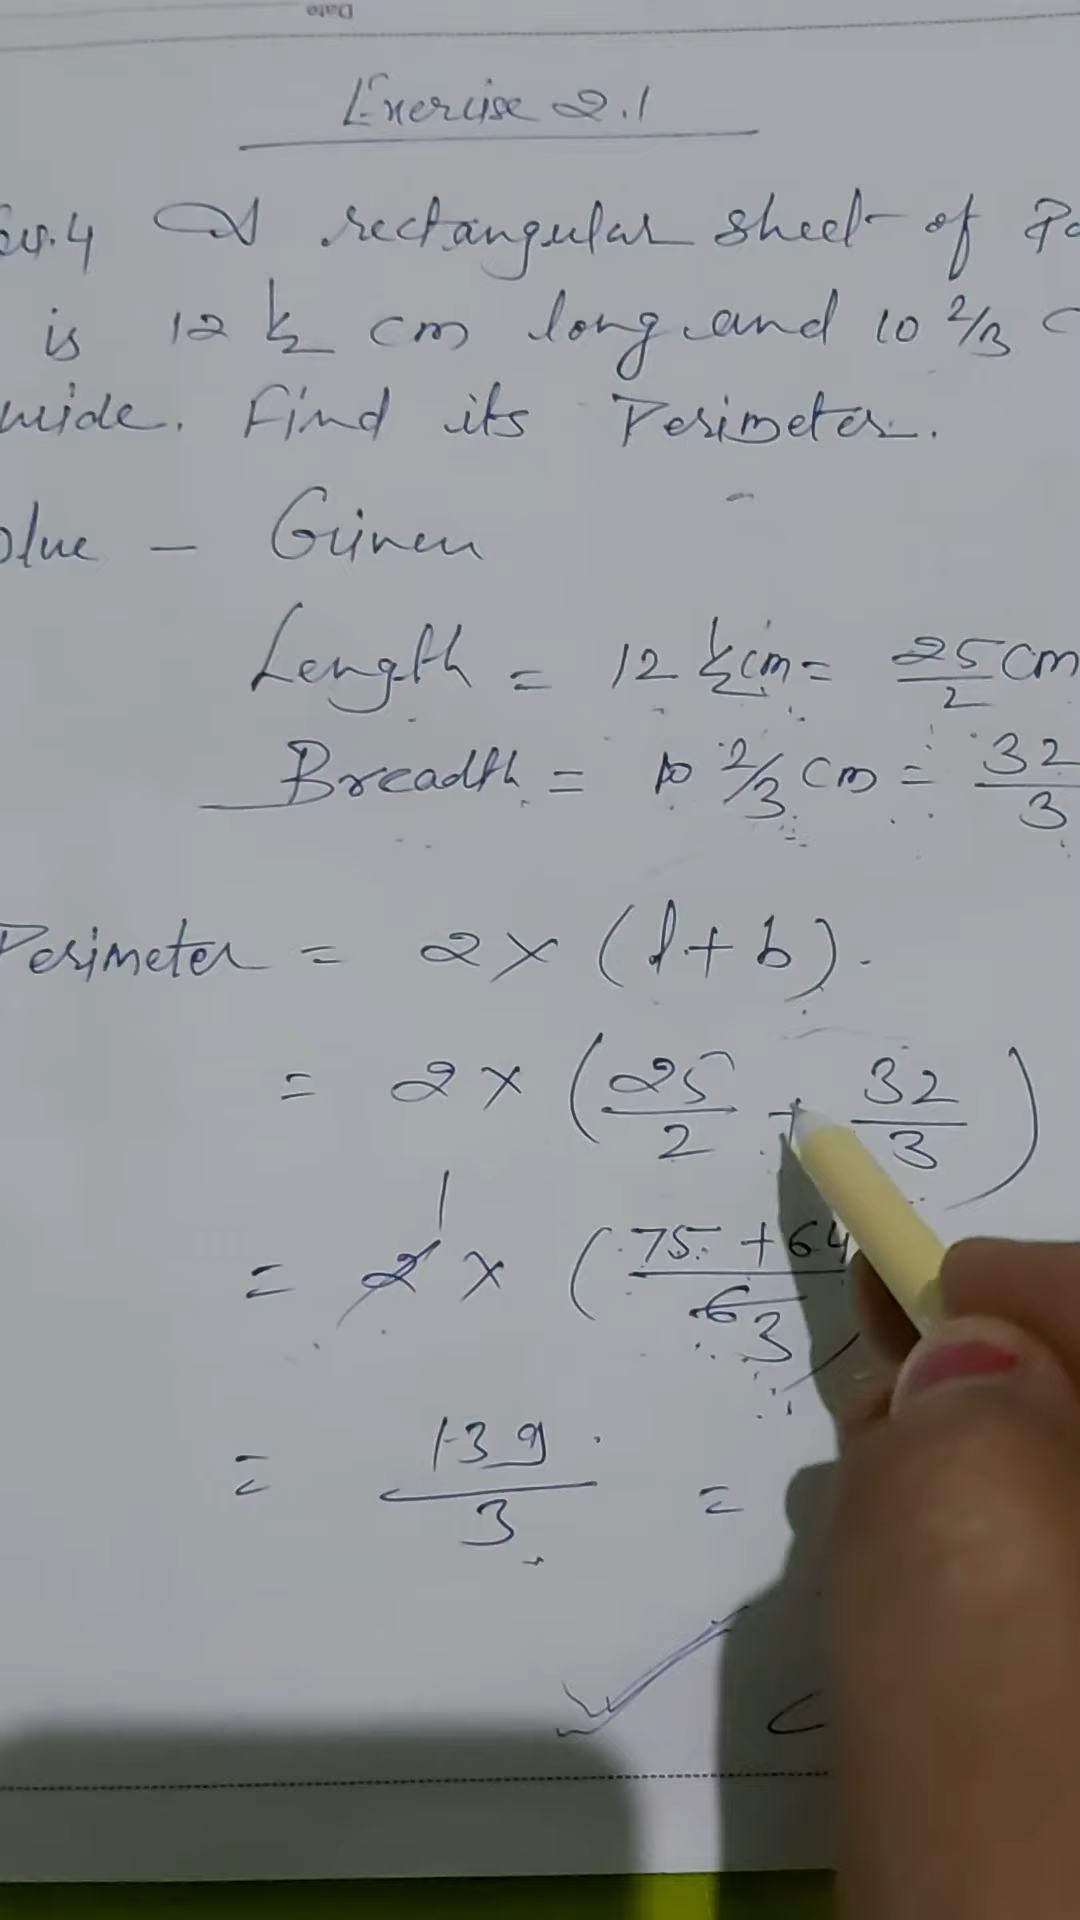 Date
Exercise 2.1
4 A rectangular sheet of
is 12 ½ cm long and 10 2/3
wide. Find its Perimeter.
Given
Length = 12 ½ cm = 25/2 cm
Breadth = 10 2/3 cm = 32/3
Perimeter = 2 × (l + b).
= 2 × (25/2 + 32/3)
1
= 2 × (75 + 64/6 3
= 139/3 =